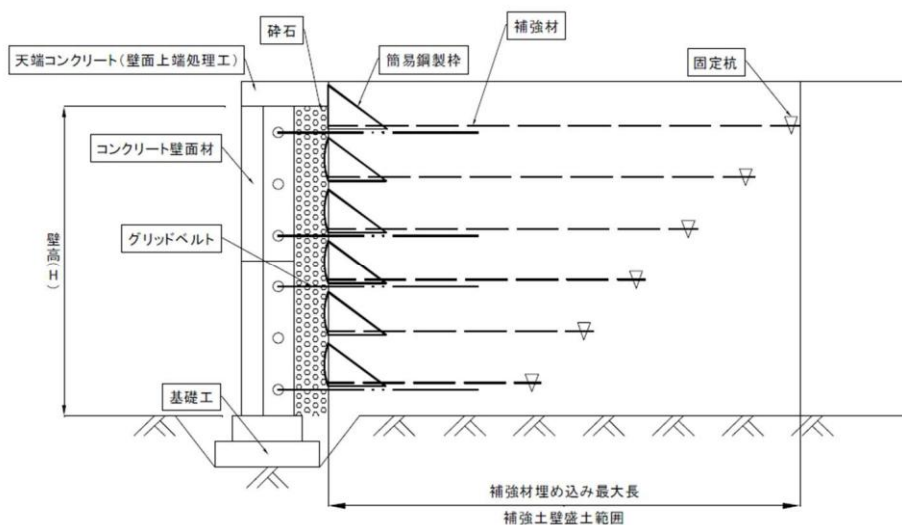 砕石
補強材
天端コンクリート(壁面上端処理工)
簡易鋼製枠
固定杭
コンクリート壁面材
グリッドベルト
壁高(H)
基礎工
補強材埋め込み最大長
補強土壁盛土範囲